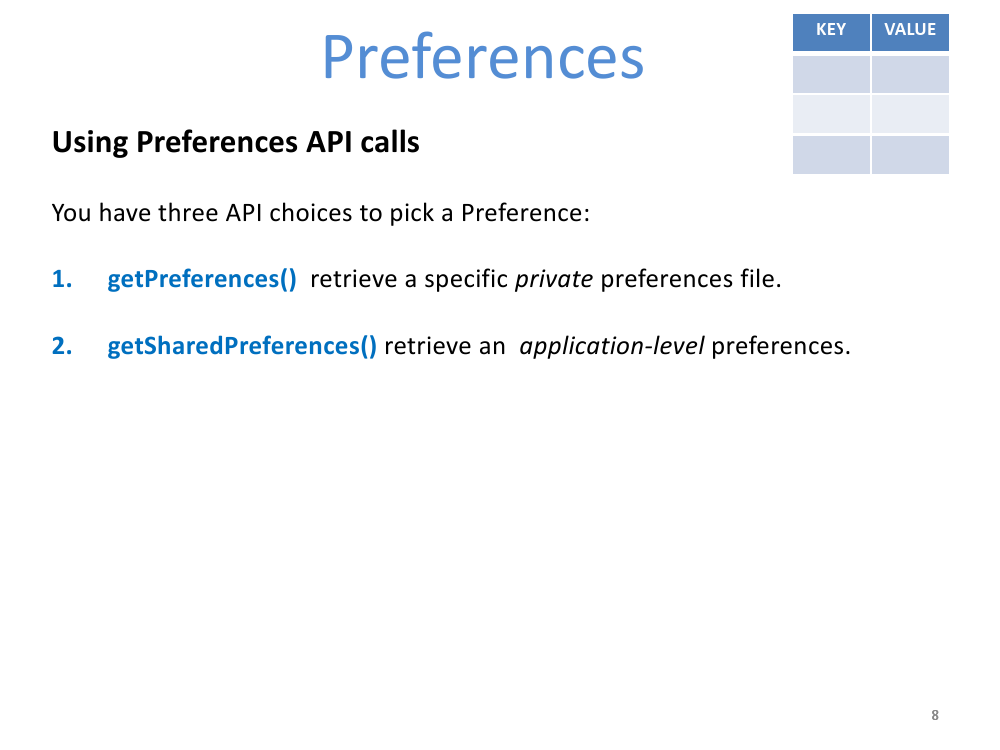 Preferences
KEY VALUE
Using Preferences API calls
You have three API choices to pick a Preference:
1. getPreferences() retrieve a specific private preferences file.
2. getSharedPreferences() retrieve an application-level preferences.
8